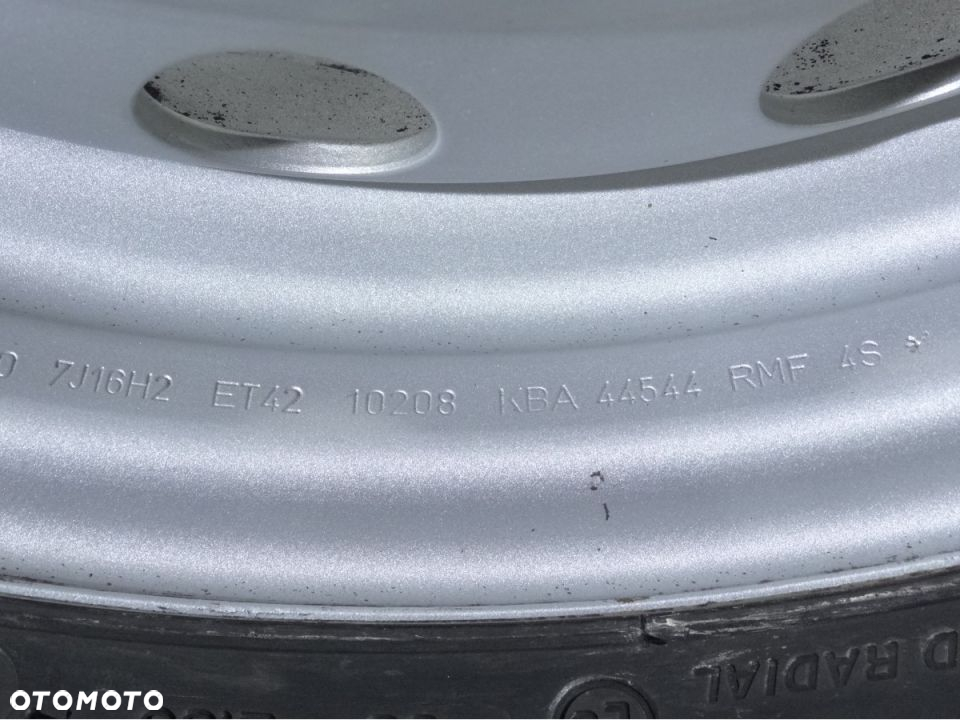 7J16H2 ET42 10208 KBA 44544 RMF 4S *
RADIAL
OTOMOTO